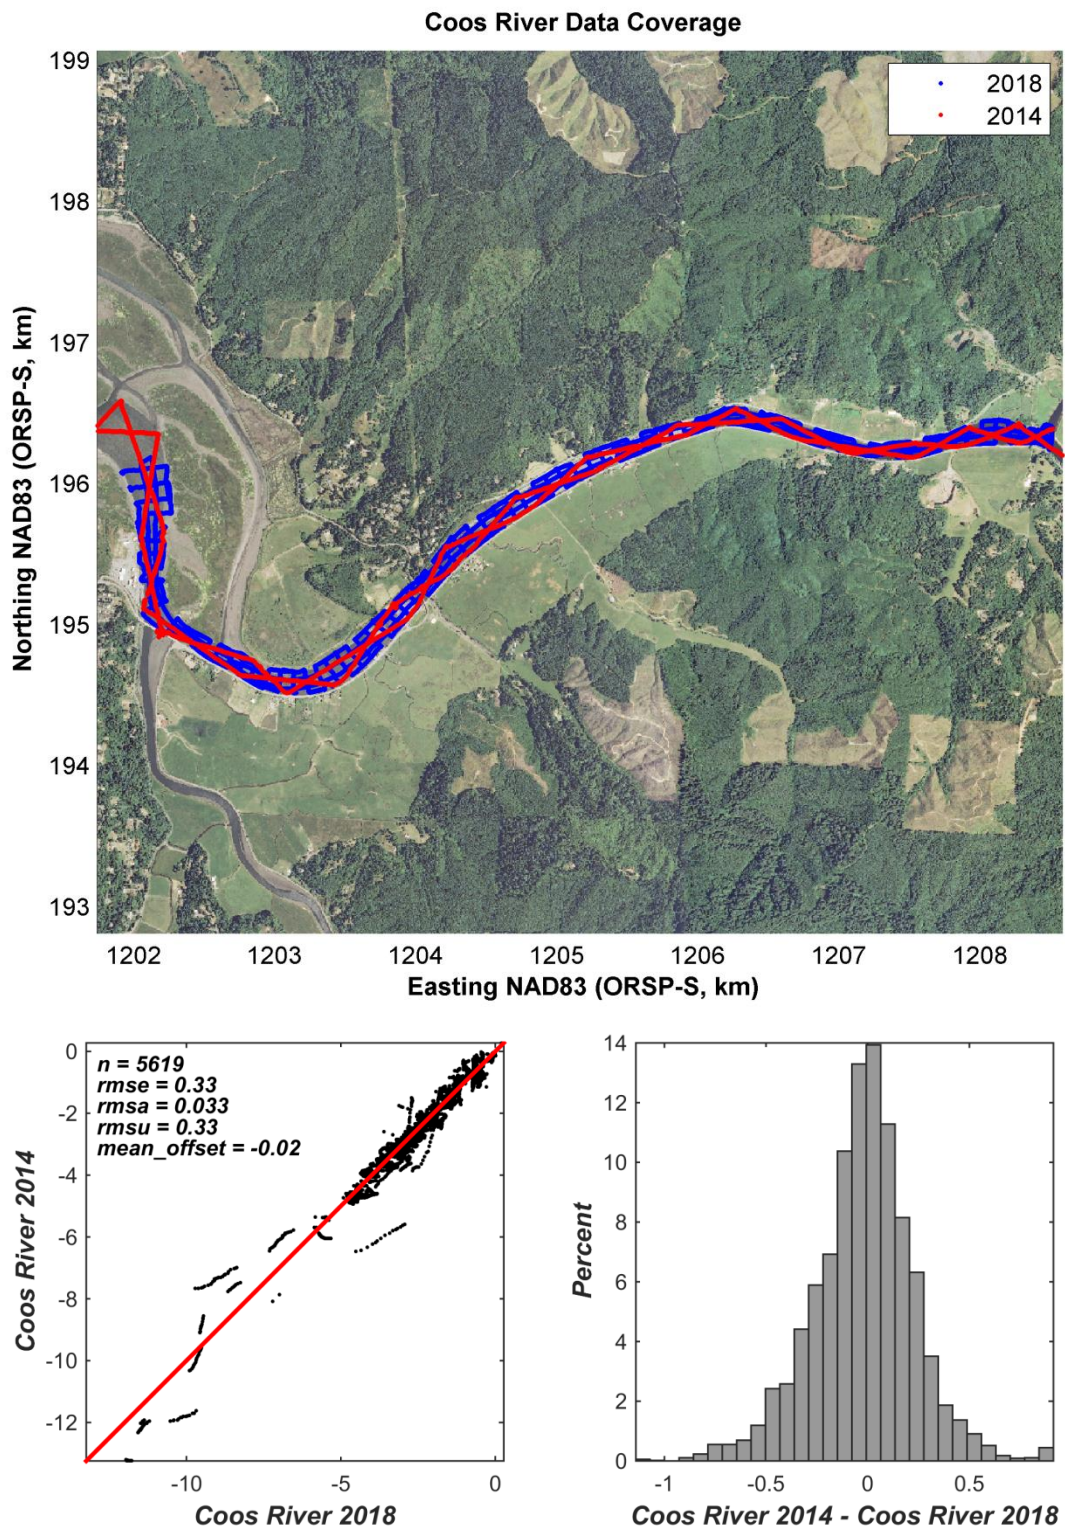 Coos River Data Coverage
199
198
197
196
195
194
193
Northing NAD83 (ORSP-S, km)
2018
2014
1202 1203 1204 1205 1206 1207 1208
Easting NAD83 (ORSP-S, km)
n = 5619
rmse = 0.33
rmsa = 0.033
rmsu = 0.33
mean_offset = -0.02
0
-2
-4
-6
-8
-10
-12
Coos River 2014
-10 -5 0
Coos River 2018
14
12
10
8
6
4
2
0
Percent
-1 -0.5 0 0.5
Coos River 2014 - Coos River 2018